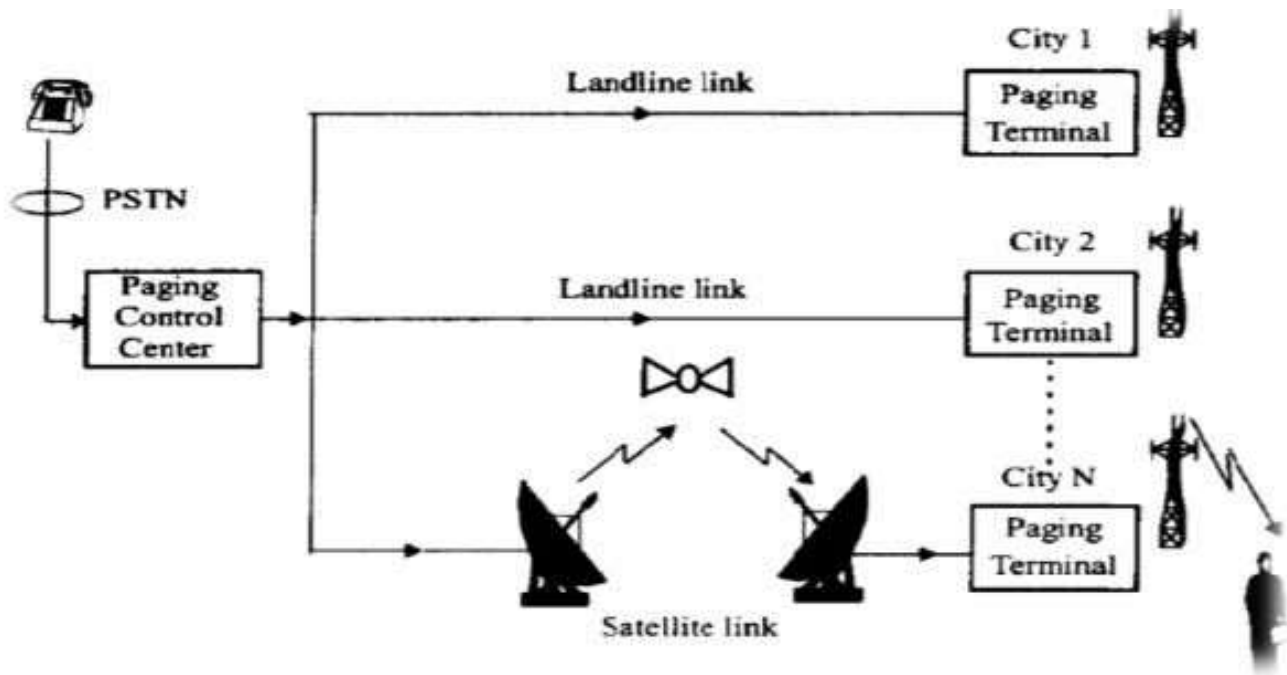 City 1
Landline link
Paging
Terminal
PSTN
City 2
Paging
Control
Center
Landline link
Paging
Terminal
City N
Paging
Terminal
Satellite link